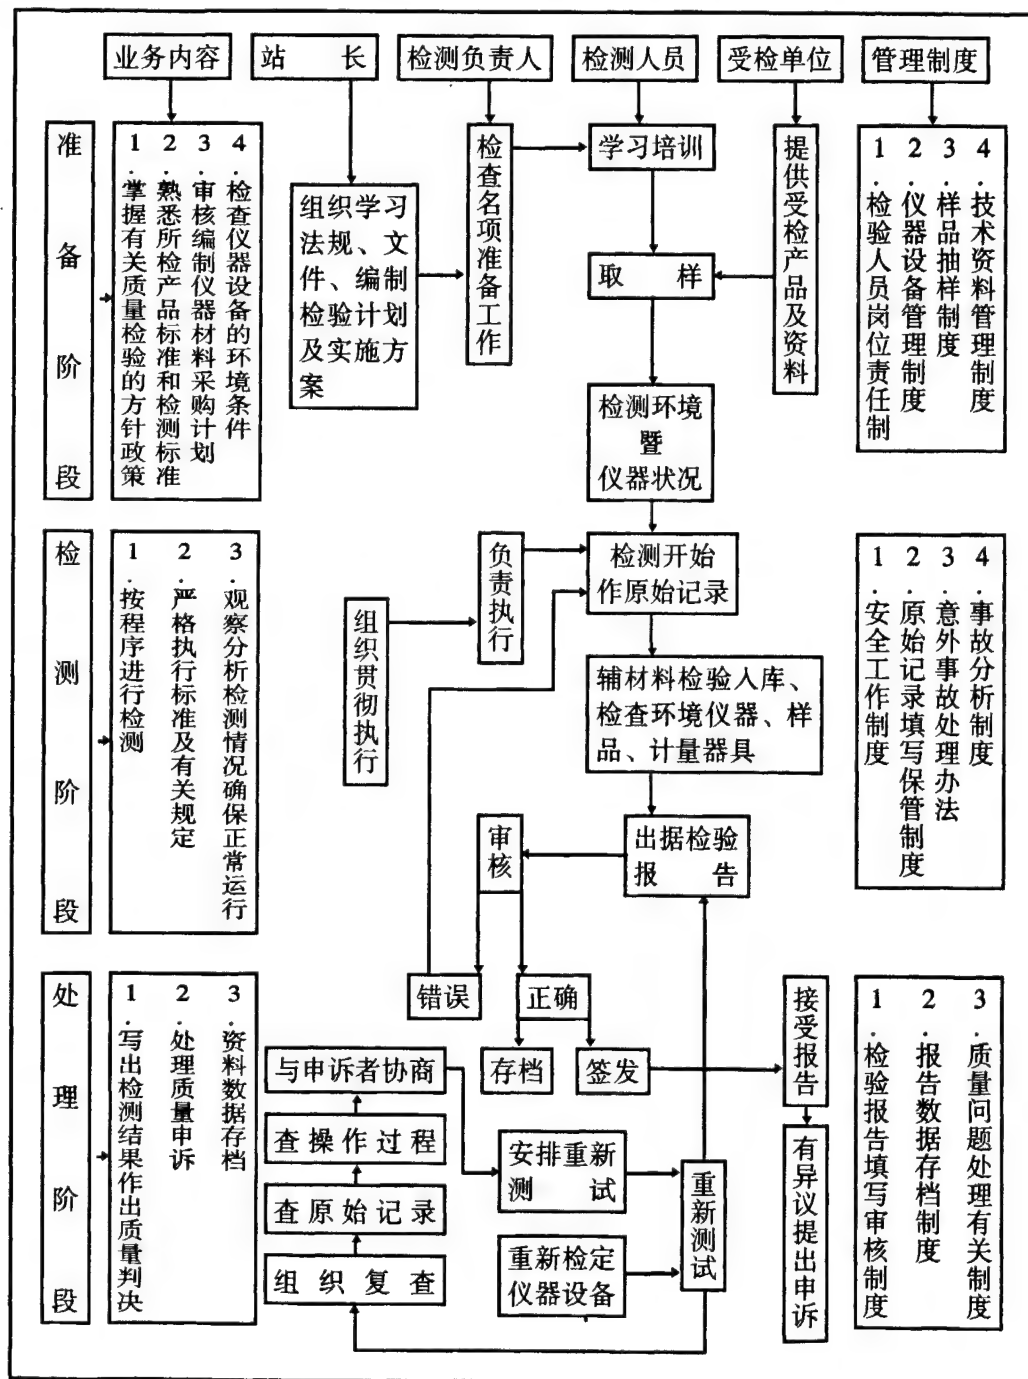 业务内容
站 长
检测负责人
检测人员
受检单位
管理制度
准备阶段
1.掌握有关质量检验的方针政策
2.熟悉所检产品标准和检测标准
3.审核编制仪器材料采购计划
4.检查仪器设备的环境条件
组织学习
法规、文
件、编制
检验计划
及实施方
案
检查名项准备工作
学习培训
取 样
检测环境
暨
仪器状况
提供受检产品及资料
1.检验人员岗位责任制
2.仪器设备管理制度
3.样品抽样制度
4.技术资料管理制度
检测阶段
1.按程序进行检测
2.严格执行标准及有关规定
3.观察分析检测情况确保正常运行
组织贯彻执行
负责执行
检测开始
作原始记录
辅材料检验入库、
检查环境仪器、样
品、计量器具
出据检验
报 告
审核
错误
正确
1.安全工作制度
2.原始记录填写保管制度
3.意外事故处理办法
4.事故分析制度
处理阶段
1.写出检测结果作出质量判决
2.处理质量申诉
3.资料数据存档
存档
签发
与申诉者协商
查操作过程
查原始记录
组织复查
安排重新
测 试
重新检定
仪器设备
重新测试
接受报告
有异议提出申诉
1.检验报告填写审核制度
2.报告数据存档制度
3.质量问题处理有关制度